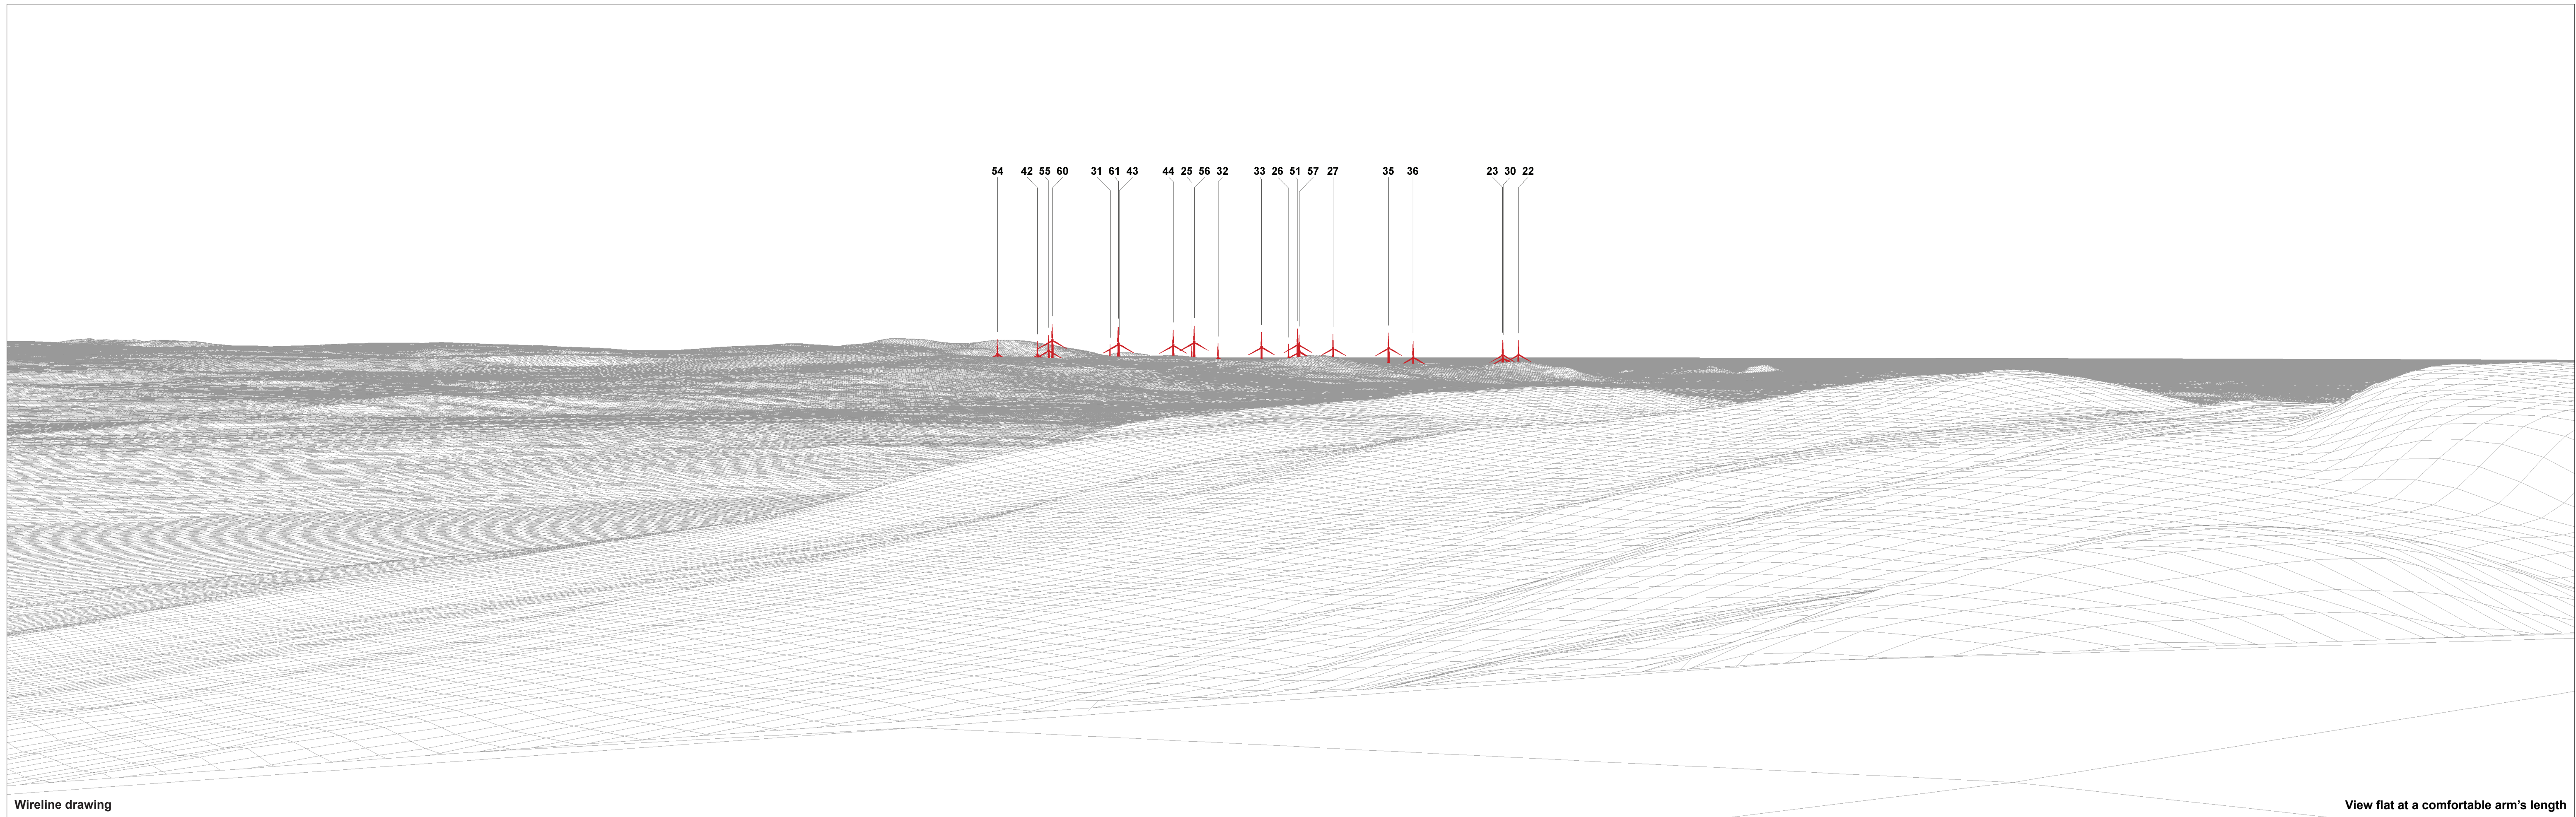 54 42 55 60 31 61 43 44 25 56 32 33 26 51 57 27 35 36 23 30 22
Wireline drawing
View flat at a comfortable arm’s length